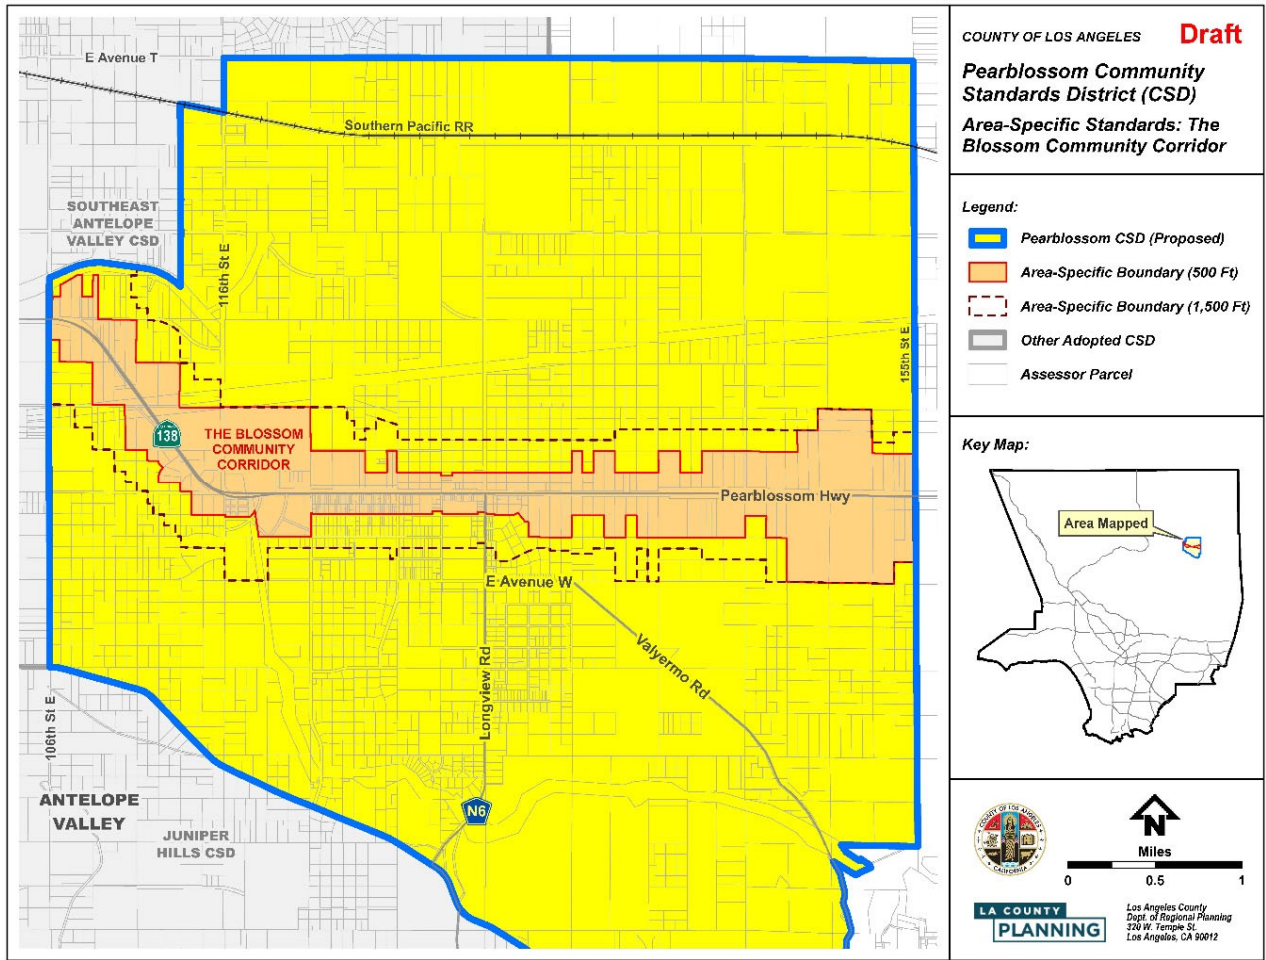 E Avenue T
Southern Pacific RR
SOUTHEAST
ANTELOPE
VALLEY CSD
116th St E
155th St E
138
THE BLOSSOM
COMMUNITY
CORRIDOR
Pearblossom Hwy
E Avenue W
Longview Rd
Valyermo Rd
106th St E
ANTELOPE
VALLEY
JUNIPER
HILLS CSD
N6
COUNTY OF LOS ANGELES
Draft
Pearblossom Community
Standards District (CSD)
Area-Specific Standards: The
Blossom Community Corridor
Legend:
Pearblossom CSD (Proposed)
Area-Specific Boundary (500 Ft)
Area-Specific Boundary (1,500 Ft)
Other Adopted CSD
Assessor Parcel
Key Map:
Area Mapped
COUNTY OF LOS ANGELES
CALIFORNIA
N
Miles
0 0.5 1
LA COUNTY
PLANNING
Los Angeles County
Dept. of Regional Planning
320 W. Temple St.
Los Angeles, CA 90012